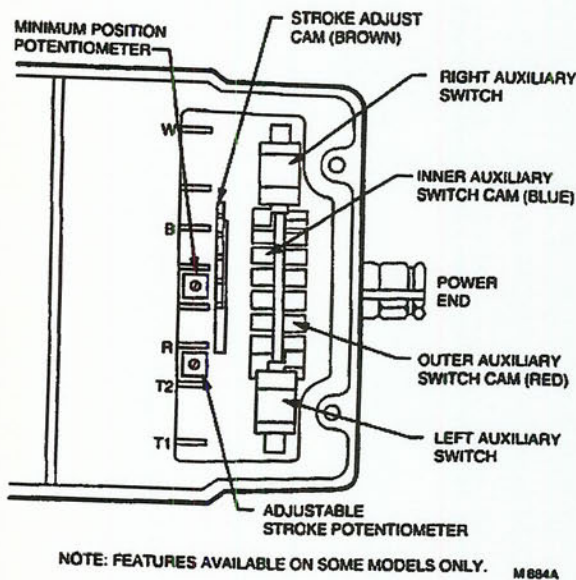 STROKE ADJUST
CAM (BROWN)
MINIMUM POSITION
POTENTIOMETER
RIGHT AUXILIARY
SWITCH
W
INNER AUXILIARY
SWITCH CAM (BLUE)
B
POWER
END
R
OUTER AUXILIARY
SWITCH CAM (RED)
T2
T1
LEFT AUXILIARY
SWITCH
ADJUSTABLE
STROKE POTENTIOMETER
NOTE: FEATURES AVAILABLE ON SOME MODELS ONLY.
M884A